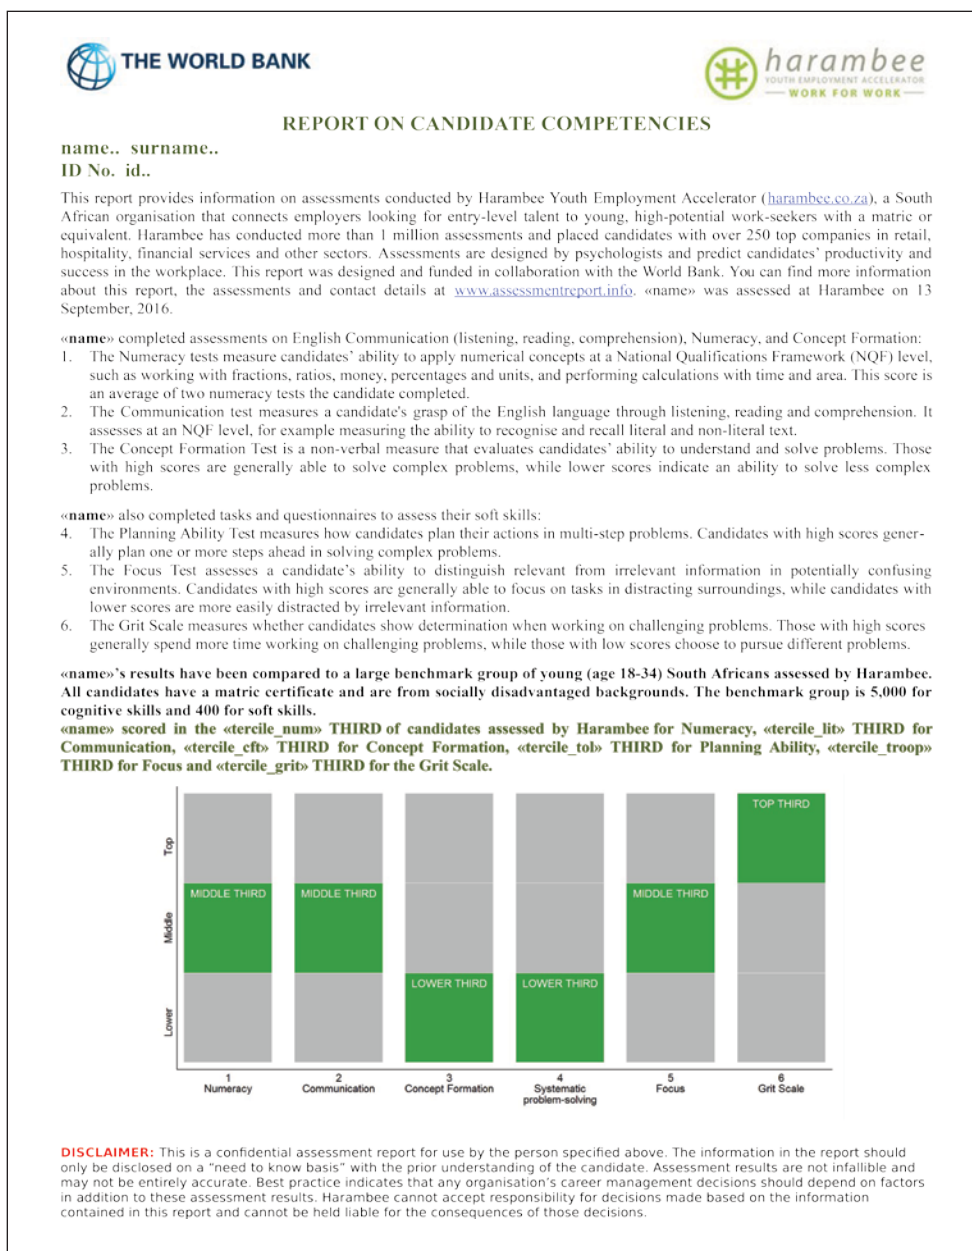 THE WORLD BANK
harambee
YOUTH EMPLOYMENT ACCELERATOR
WORK FOR WORK
REPORT ON CANDIDATE COMPETENCIES
name.. surname..
ID No. id..
This report provides information on assessments conducted by Harambee Youth Employment Accelerator (harambee.co.za), a South
African organisation that connects employers looking for entry-level talent to young, high-potential work-seekers with a matric or
equivalent. Harambee has conducted more than 1 million assessments and placed candidates with over 250 top companies in retail,
hospitality, financial services and other sectors. Assessments are designed by psychologists and predict candidates' productivity and
success in the workplace. This report was designed and funded in collaboration with the World Bank. You can find more information
about this report, the assessments and contact details at www.assessmentreport.info. «name» was assessed at Harambee on 13
September, 2016.
«name» completed assessments on English Communication (listening, reading, comprehension), Numeracy, and Concept Formation:
1. The Numeracy tests measure candidates' ability to apply numerical concepts at a National Qualifications Framework (NQF) level,
such as working with fractions, ratios, money, percentages and units, and performing calculations with time and area. This score is
an average of two numeracy tests the candidate completed.
2. The Communication test measures a candidate's grasp of the English language through listening, reading and comprehension. It
assesses at an NQF level, for example measuring the ability to recognise and recall literal and non-literal text.
3. The Concept Formation Test is a non-verbal measure that evaluates candidates' ability to understand and solve problems. Those
with high scores are generally able to solve complex problems, while lower scores indicate an ability to solve less complex
problems.
«name» also completed tasks and questionnaires to assess their soft skills:
4. The Planning Ability Test measures how candidates plan their actions in multi-step problems. Candidates with high scores gener-
ally plan one or more steps ahead in solving complex problems.
5. The Focus Test assesses a candidate's ability to distinguish relevant from irrelevant information in potentially confusing
environments. Candidates with high scores are generally able to focus on tasks in distracting surroundings, while candidates with
lower scores are more easily distracted by irrelevant information.
6. The Grit Scale measures whether candidates show determination when working on challenging problems. Those with high scores
generally spend more time working on challenging problems, while those with low scores choose to pursue different problems.
«name»'s results have been compared to a large benchmark group of young (age 18-34) South Africans assessed by Harambee.
All candidates have a matric certificate and are from socially disadvantaged backgrounds. The benchmark group is 5,000 for
cognitive skills and 400 for soft skills.
«name» scored in the «tercile_num» THIRD of candidates assessed by Harambee for Numeracy, «tercile_lit» THIRD for
Communication, «tercile_cft» THIRD for Concept Formation, «tercile_tol» THIRD for Planning Ability, «tercile_troop»
THIRD for Focus and «tercile_grit» THIRD for the Grit Scale.
Top
TOP THIRD
Middle
MIDDLE THIRD
MIDDLE THIRD
MIDDLE THIRD
Lower
LOWER THIRD
LOWER THIRD
1
Numeracy
2
Communication
3
Concept Formation
4
Systematic
problem-solving
5
Focus
6
Grit Scale
DISCLAIMER: This is a confidential assessment report for use by the person specified above. The information in the report should
only be disclosed on a "need to know basis" with the prior understanding of the candidate. Assessment results are not infallible and
may not be entirely accurate. Best practice indicates that any organisation's career management decisions should depend on factors
in addition to these assessment results. Harambee cannot accept responsibility for decisions made based on the information
contained in this report and cannot be held liable for the consequences of those decisions.